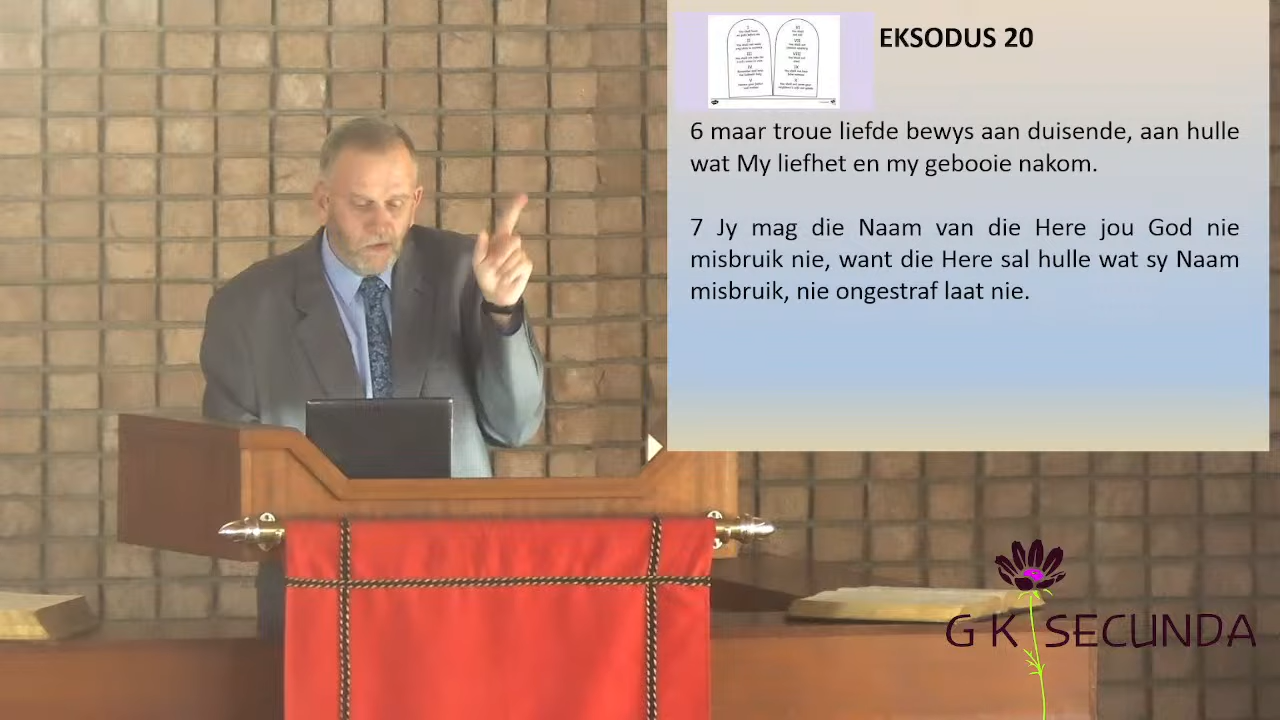 EKSODUS 20
6 maar troue liefde bewys aan duisende, aan hulle
wat My liefhet en my gebooie nakom.
7 Jy mag die Naam van die Here jou God nie
misbruik nie, want die Here sal hulle wat sy Naam
misbruik, nie ongestraf laat nie.
G K SECUNDA